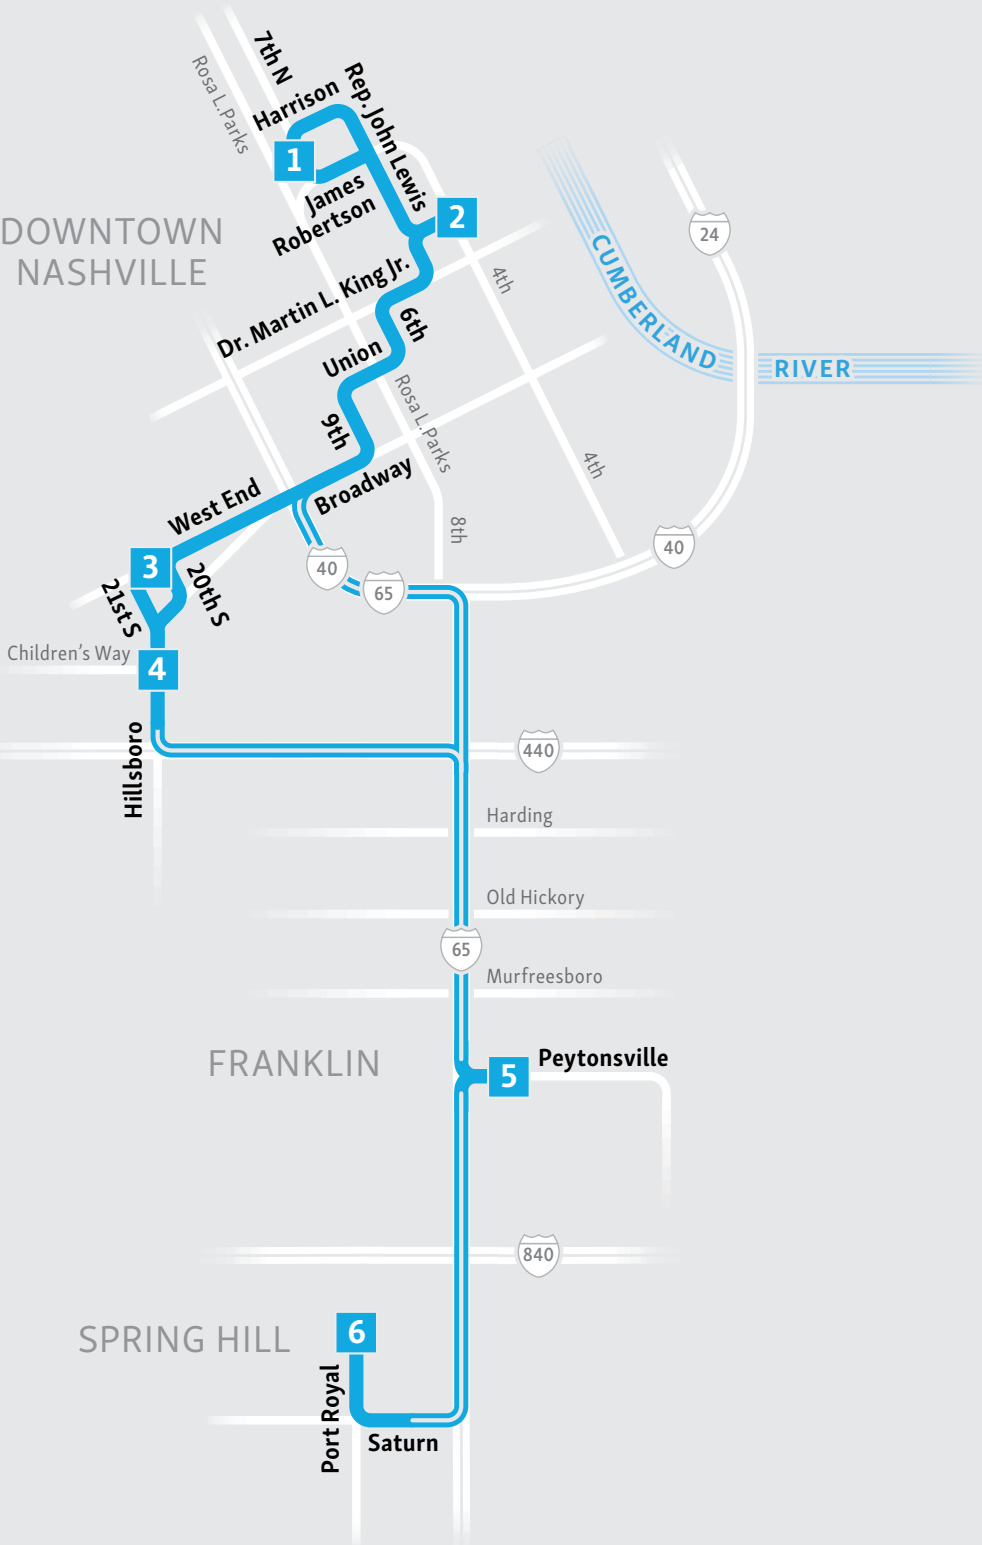 7th N
Rosa L.Parks
Harrison
Rep. John Lewis
1
James
Robertson
2
DOWNTOWN
NASHVILLE
24
CUMBERLAND
RIVER
4th
Dr. Martin L. King Jr.
6th
Union
Rosa L.Parks
9th
Broadway
4th
West End
8th
40
40
65
3
20th S
21st S
Children's Way
4
Hillsboro
440
Harding
Old Hickory
65
Murfreesboro
FRANKLIN
5
Peytonsville
840
SPRING HILL
6
Port Royal
Saturn